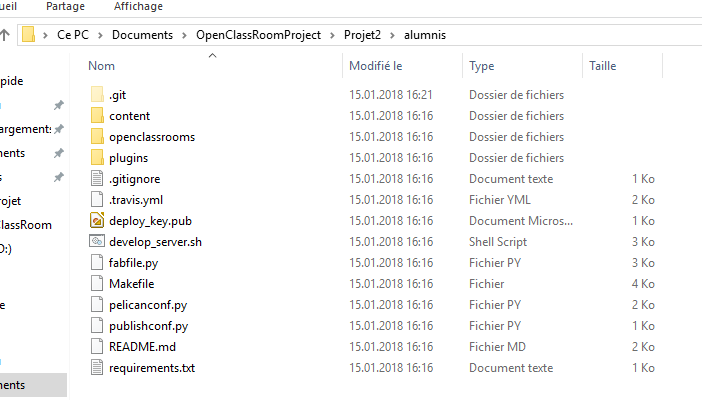 ueil Partage Affichage
Ce PC > Documents > OpenClassRoomProject > Projet2 > alumnis
Nom Modifié le Type Taille
.git 15.01.2018 16:21 Dossier de fichiers
pide content 15.01.2018 16:16 Dossier de fichiers
openclassrooms 15.01.2018 16:16 Dossier de fichiers
argements plugins 15.01.2018 16:16 Dossier de fichiers
ments .gitignore 15.01.2018 16:16 Document texte 1 Ko
s .travis.yml 15.01.2018 16:16 Fichier YML 2 Ko
rojet deploy_key.pub 15.01.2018 16:16 Document Micros... 1 Ko
ClassRoom develop_server.sh 15.01.2018 16:16 Shell Script 3 Ko
D:) fabfile.py 15.01.2018 16:16 Fichier PY 3 Ko
Makefile 15.01.2018 16:16 Fichier 4 Ko
e pelicanconf.py 15.01.2018 16:16 Fichier PY 2 Ko
publishconf.py 15.01.2018 16:16 Fichier PY 1 Ko
README.md 15.01.2018 16:16 Fichier MD 2 Ko
requirements.txt 15.01.2018 16:16 Document texte 1 Ko
ments